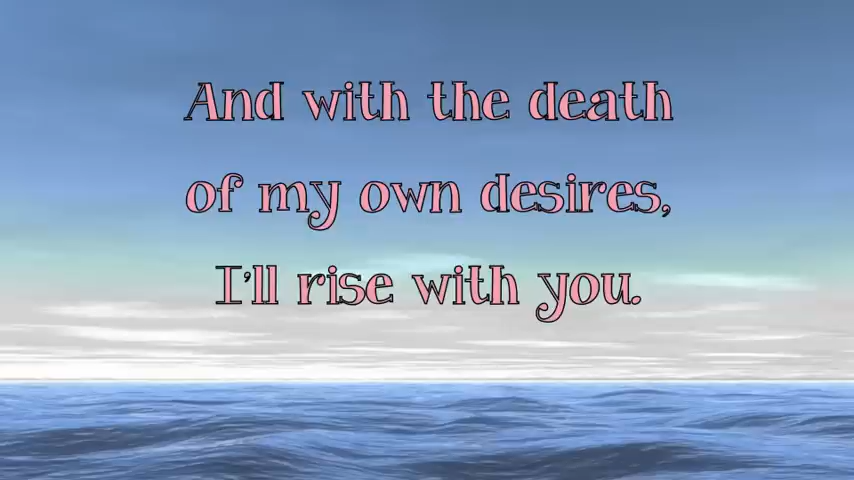 And with the death
of my own desires,
I'll rise with you.